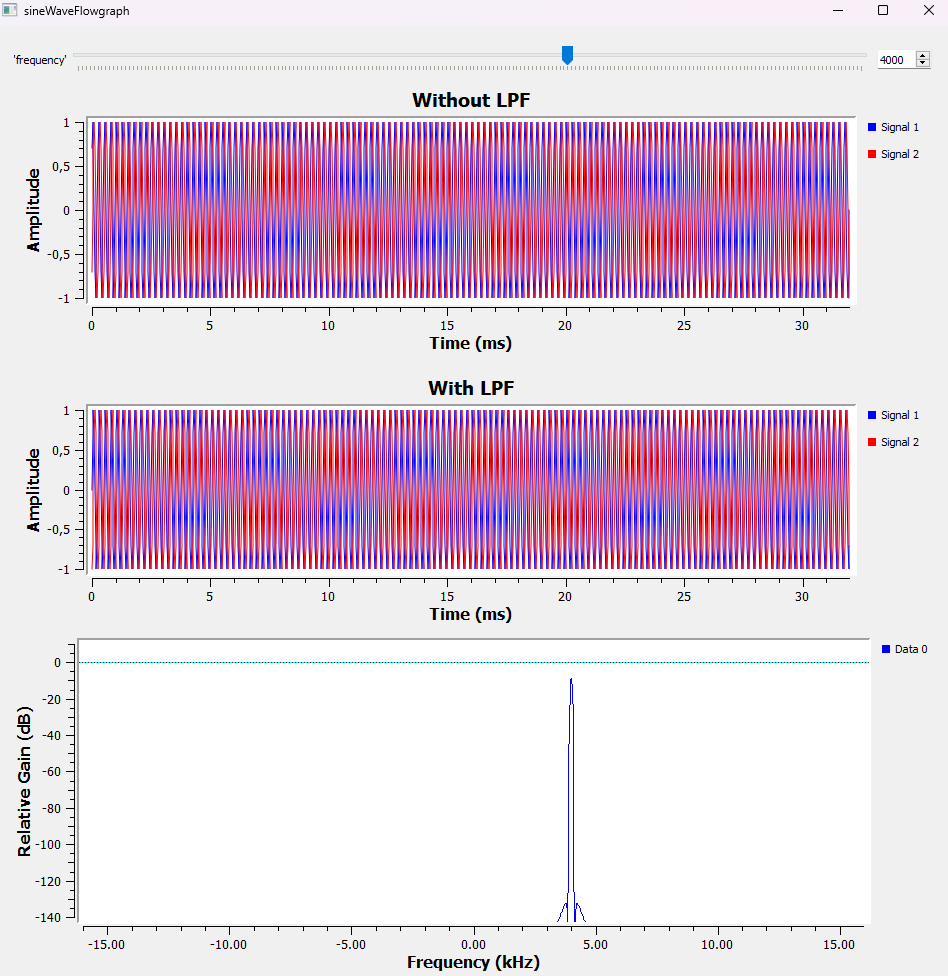 sineWaveFlowgraph
'frequency' 4000
Without LPF
Signal 1
Signal 2
1
0,5
0
-0,5
-1
Amplitude
0 5 10 15 20 25 30
Time (ms)
With LPF
Signal 1
Signal 2
1
0,5
0
-0,5
-1
Amplitude
0 5 10 15 20 25 30
Time (ms)
Data 0
0
-20
-40
-60
-80
-100
-120
-140
Relative Gain (dB)
-15.00 -10.00 -5.00 0.00 5.00 10.00 15.00
Frequency (kHz)